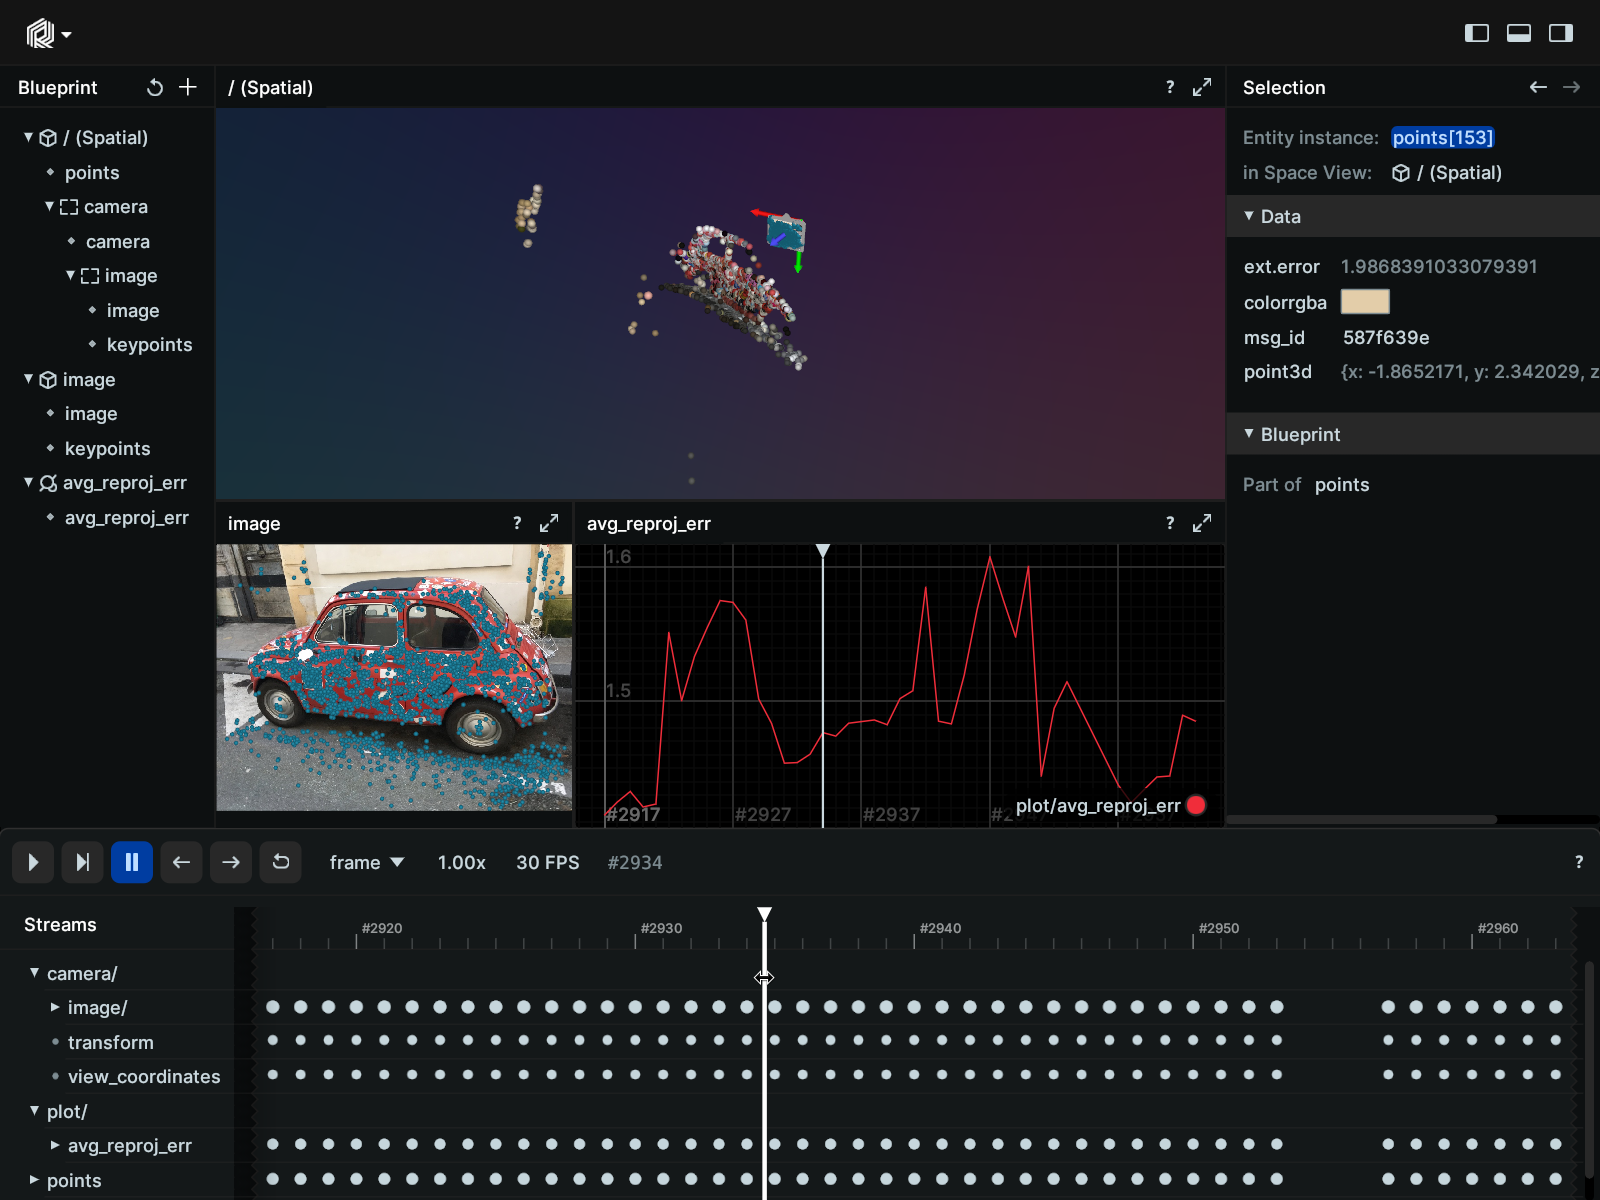 Blueprint
/ (Spatial)
?
Selection
/ (Spatial)
points
camera
camera
image
image
keypoints
image
image
keypoints
avg_reproj_err
avg_reproj_err
Entity instance: points[153]
in Space View: / (Spatial)
Data
ext.error 1.9868391033079391
colorrgba
msg_id 587f639e
point3d {x: -1.8652171, y: 2.342029, z
Blueprint
Part of points
image
?
avg_reproj_err
?
1.6
1.5
#2917
#2927
#2937
plot/avg_reproj_err
frame
1.00x
30 FPS
#2934
?
Streams
#2920
#2930
#2940
#2950
#2960
camera/
image/
transform
view_coordinates
plot/
avg_reproj_err
points